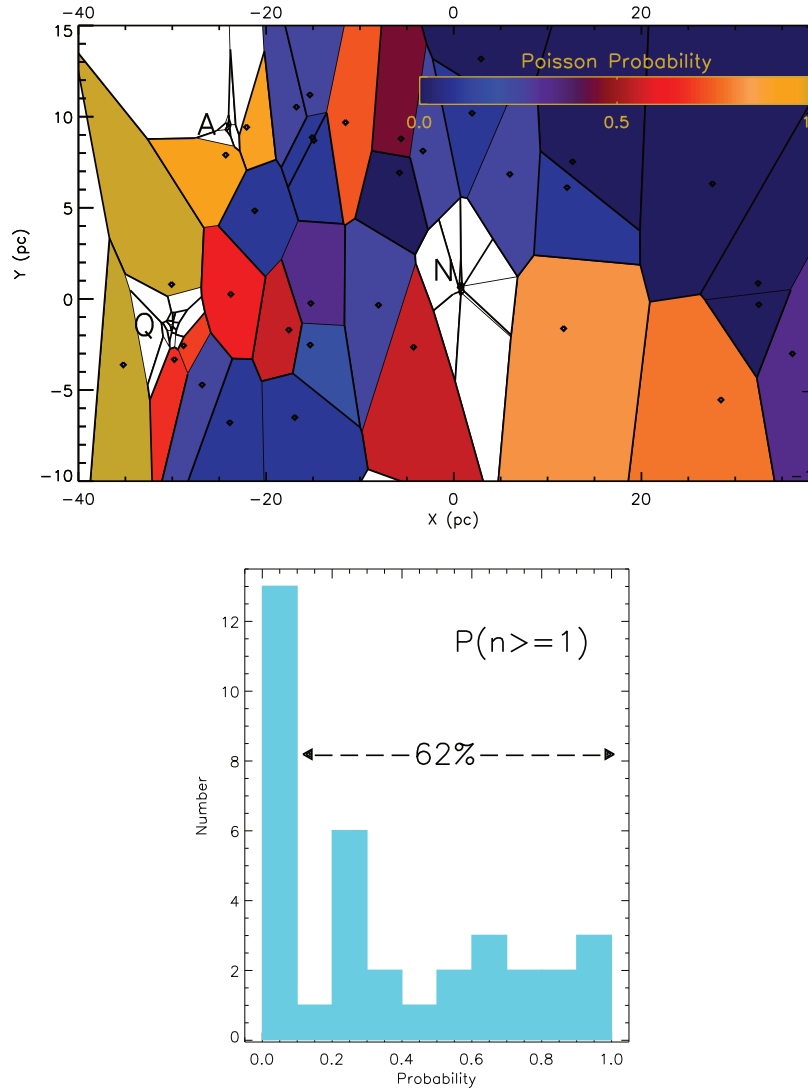 −40 −20 0 20
15
10
5
0
−5
−10
Y (pc)
A
Q
N
Poisson Probability
0.0 0.5 1
−40 −20 0 20
X (pc)
P(n>=1)
62%
12
10
8
6
4
2
0
Number
0.0 0.2 0.4 0.6 0.8 1.0
Probability